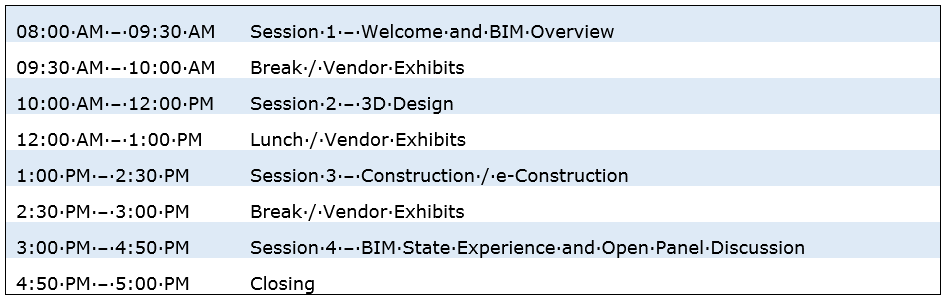 08:00·AM·–·09:30·AM Session·1·–·Welcome·and·BIM·Overview
09:30·AM·–·10:00·AM Break·/·Vendor·Exhibits
10:00·AM·–·12:00·PM Session·2·–·3D·Design
12:00·AM·–·1:00·PM Lunch·/·Vendor·Exhibits
1:00·PM·–·2:30·PM Session·3·–·Construction·/·e-Construction
2:30·PM·–·3:00·PM Break·/·Vendor·Exhibits
3:00·PM·–·4:50·PM Session·4·–·BIM·State·Experience·and·Open·Panel·Discussion
4:50·PM·–·5:00·PM Closing